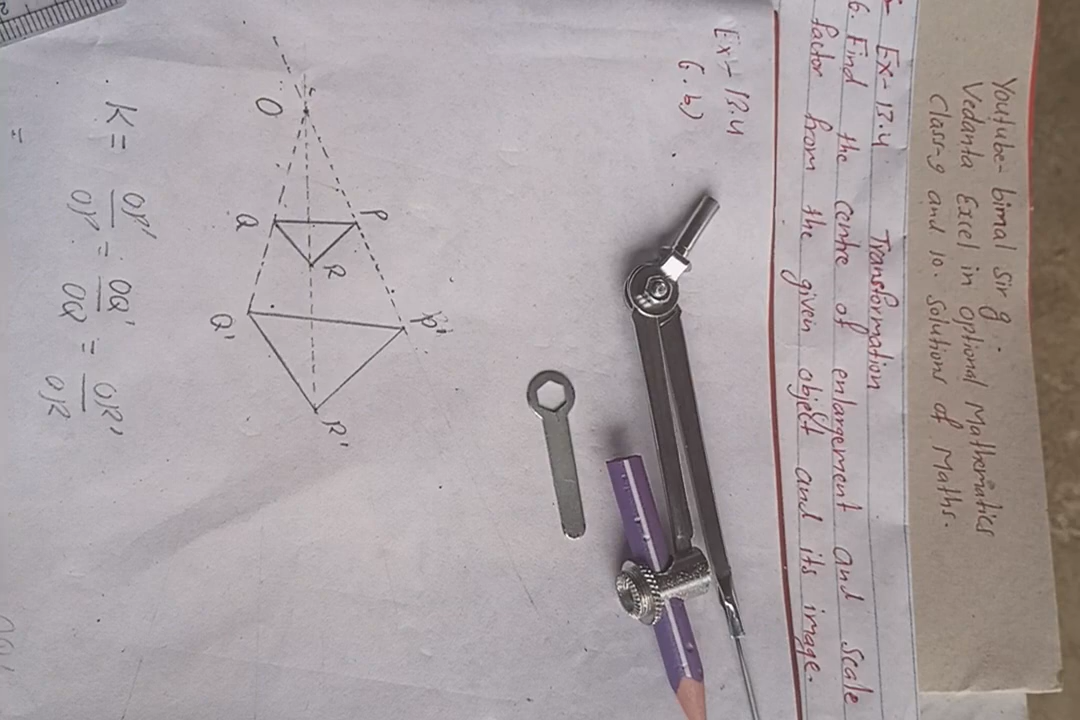 Youtube- bimal sir g.
Vedanta Excel in Optional Mathematics
Class-9 and 10. Solutions of Maths.
Ex- 13.4 Transformation
6. Find the centre of enlargement and scale
factor from the given object and its image.
Ex- 13.4
6. b)
P P'
O R R'
Q Q'
K = OP'/OP = OQ'/OQ = OR'/OR
=